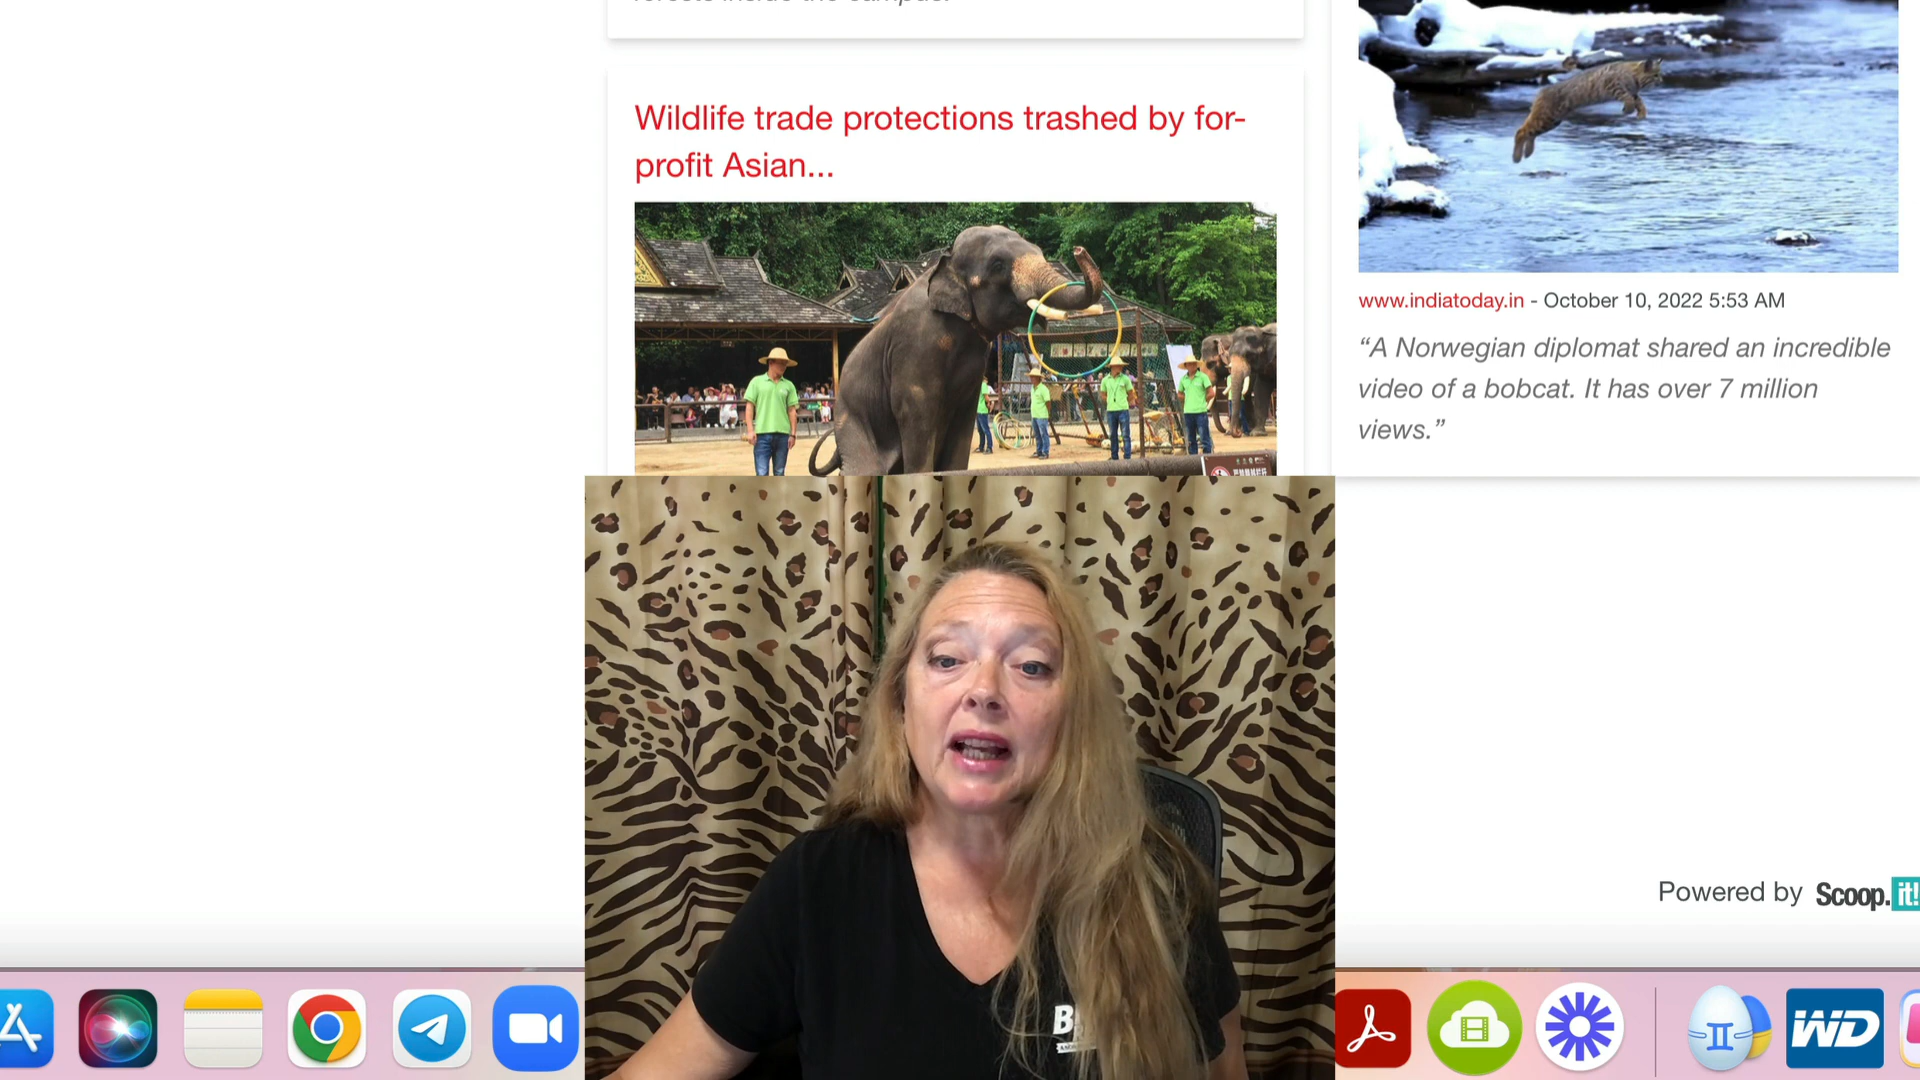 Wildlife trade protections trashed by for-
profit Asian...
www.indiatoday.in - October 10, 2022 5:53 AM
“A Norwegian diplomat shared an incredible
video of a bobcat. It has over 7 million
views.”
Powered by Scoop.it!
WD